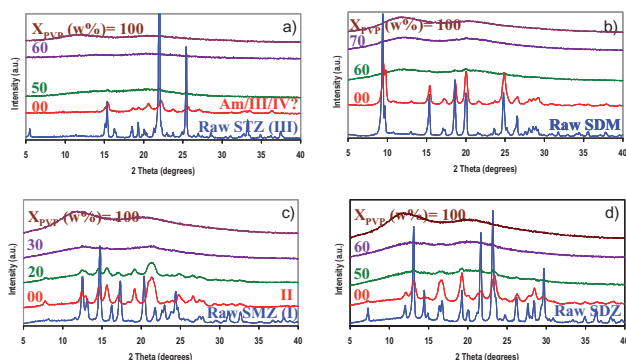 X_PVP (w%)= 100
a)
60
50
00
Am/III/IV?
Raw STZ (III)
Intensity (a.u.)
5 10 15 20 25 30 35 40
2 Theta (degrees)
X_PVP (w%)= 100
b)
70
60
00
Raw SDM
Intensity (a.u.)
5 10 15 20 25 30 35 40
2 Theta (degrees)
X_PVP (w%)= 100
c)
30
20
00
II
Raw SMZ (I)
Intensity (a.u.)
5 10 15 20 25 30 35 40
2 Theta (degrees)
X_PVP (w%)= 100
d)
60
50
00
Raw SDZ
Intensity (a.u.)
5 10 15 20 25 30 35 40
2 Theta (degrees)